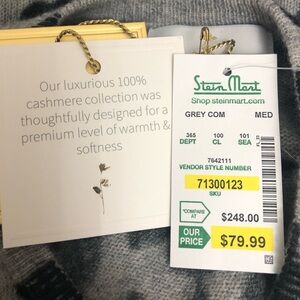 Our luxurious 100%
cashmere collection was
thoughtfully designed for a
premium level of warmth &
softness
Stein Mart
Shop steinmart.com
GREY COM MED
365 100 101
DEPT CL SEA
7642111
VENDOR STYLE NUMBER
71300123
SKU
*COMPARE AT $248.00
OUR PRICE $79.99